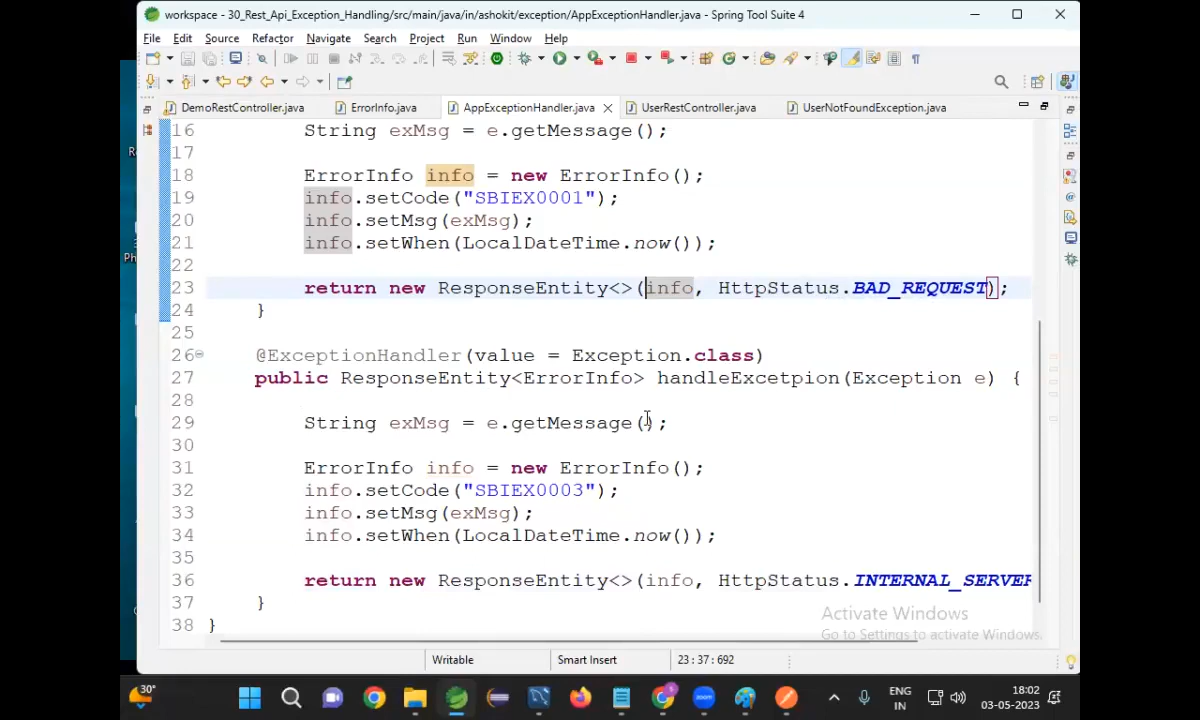 workspace - 30_Rest_Api_Exception_Handling/src/main/java/in/ashokit/exception/AppExceptionHandler.java - Spring Tool Suite 4
File Edit Source Refactor Navigate Search Project Run Window Help
DemoRestController.java ErrorInfo.java AppExceptionHandler.java UserRestController.java UserNotFoundException.java
16 String exMsg = e.getMessage();
17
18 ErrorInfo info = new ErrorInfo();
19 info.setCode("SBIEX0001");
20 info.setMsg(exMsg);
21 info.setWhen(LocalDateTime.now());
22
23 return new ResponseEntity<>(info, HttpStatus.BAD_REQUEST);
24 }
25
26 @ExceptionHandler(value = Exception.class)
27 public ResponseEntity<ErrorInfo> handleExcetpion(Exception e) {
28
29 String exMsg = e.getMessage();
30
31 ErrorInfo info = new ErrorInfo();
32 info.setCode("SBIEX0003");
33 info.setMsg(exMsg);
34 info.setWhen(LocalDateTime.now());
35
36 return new ResponseEntity<>(info, HttpStatus.INTERNAL_SERVER
37 }
38 }
Activate Windows
Go to Settings to activate Windows.
Writable Smart Insert 23 : 37 : 692
30°
ENG
IN
18:02
03-05-2023